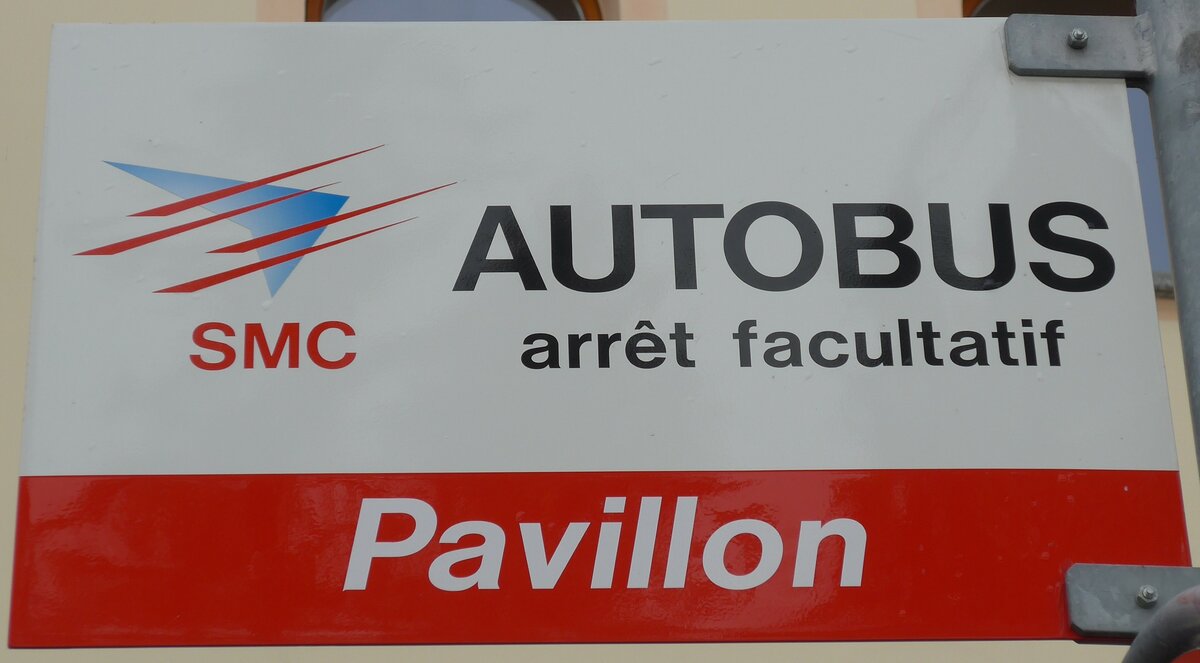 AUTOBUS
SMC
arrêt facultatif
Pavillon